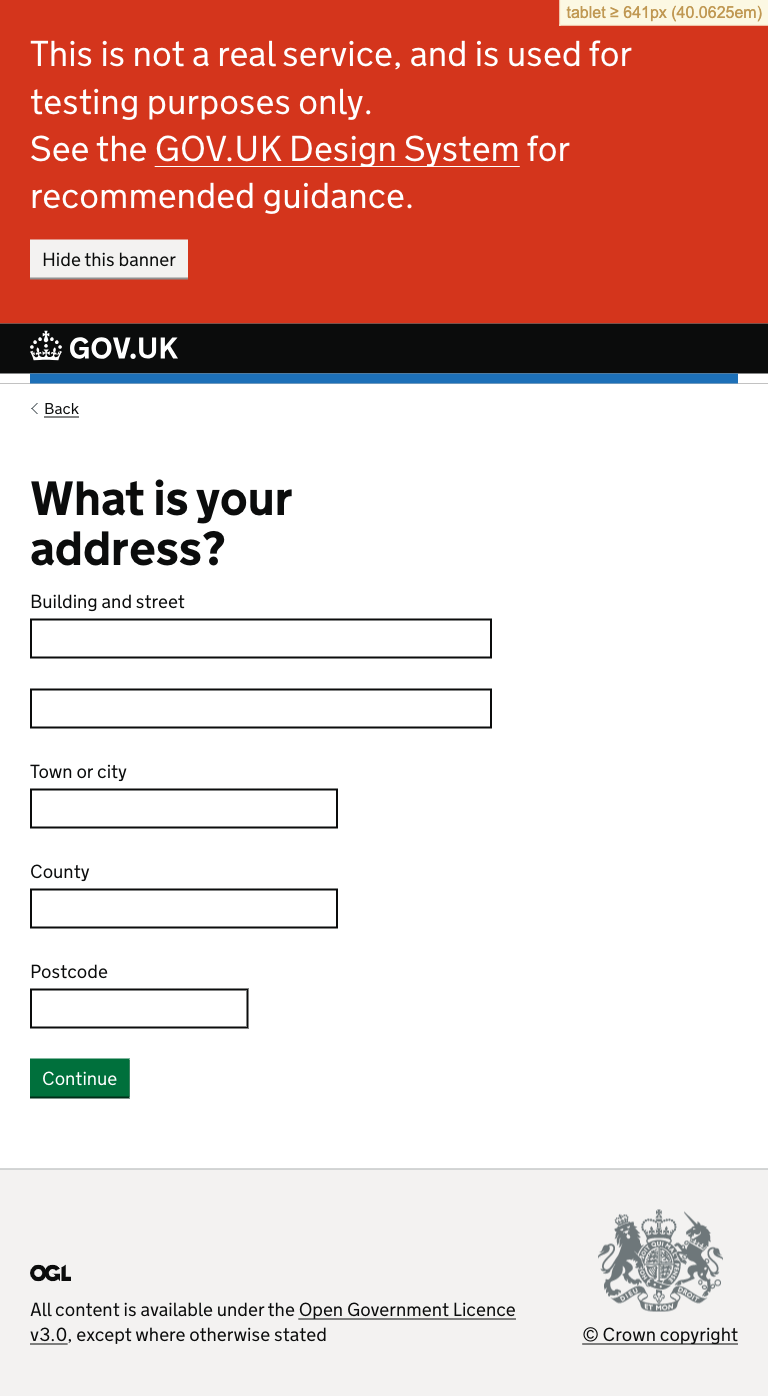 tablet ≥ 641px (40.0625em)
This is not a real service, and is used for
testing purposes only.
See the GOV.UK Design System for
recommended guidance.
Hide this banner
GOV.UK
Back
What is your
address?
Building and street
Town or city
County
Postcode
Continue
OGL
All content is available under the Open Government Licence
v3.0, except where otherwise stated
© Crown copyright